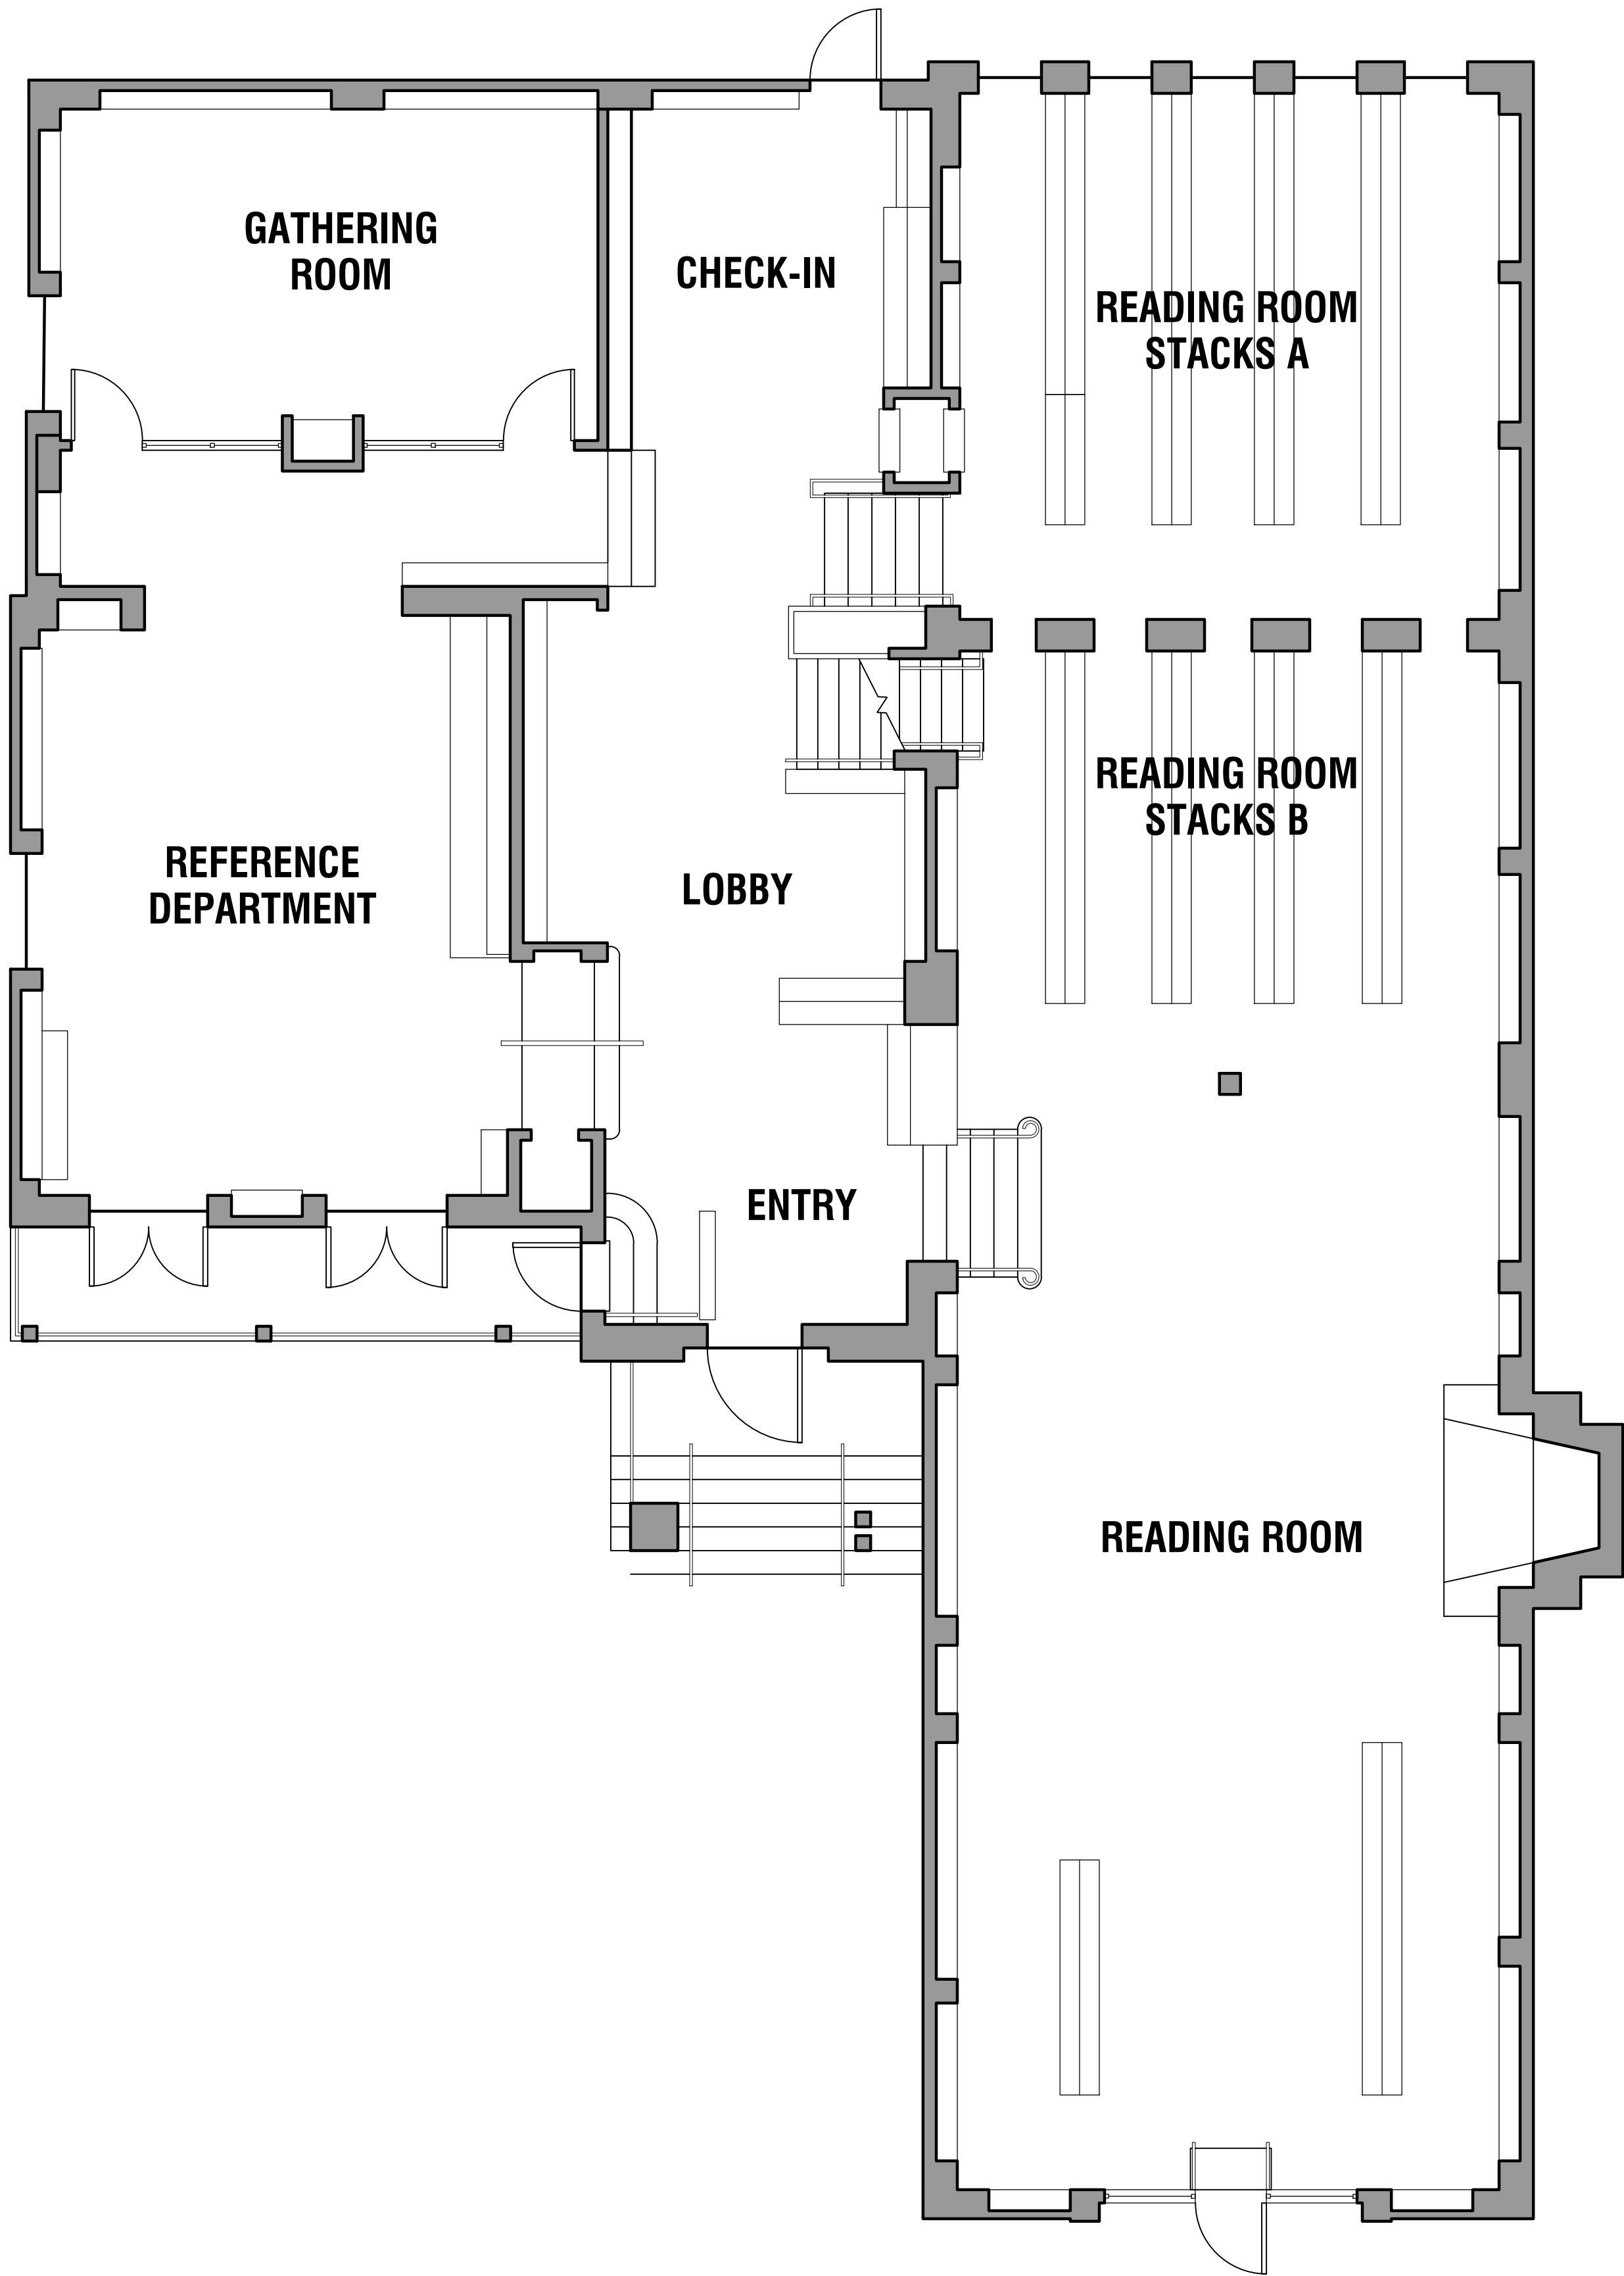 GATHERING
ROOM
CHECK-IN
READING ROOM
STACKS A
READING ROOM
STACKS B
REFERENCE
DEPARTMENT
LOBBY
ENTRY
READING ROOM